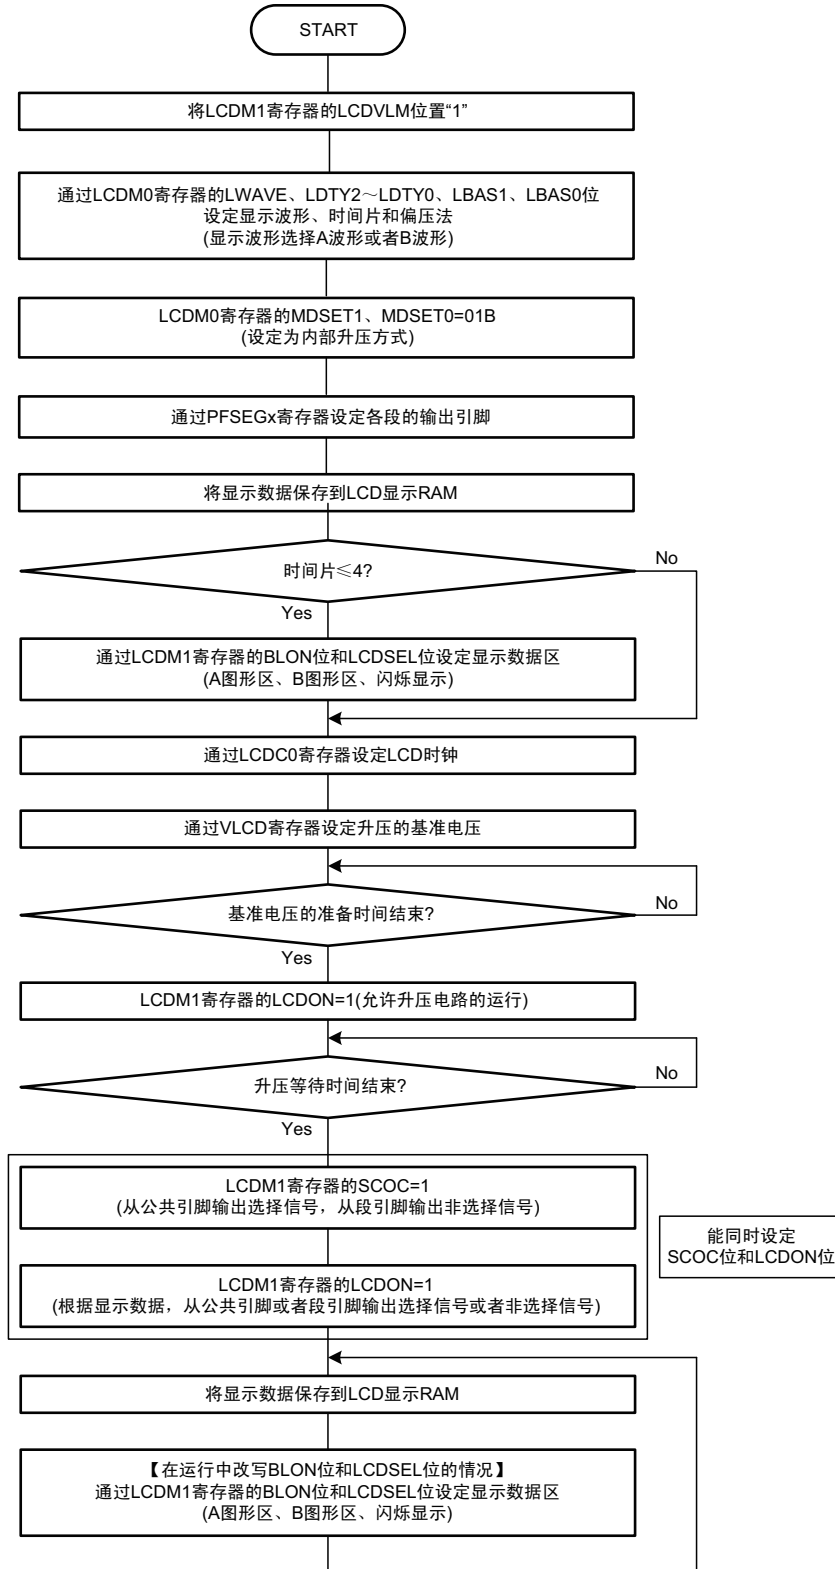 START
将LCDM1寄存器的LCDVLM位置“1”
通过LCDM0寄存器的LWAVE、LDTY2～LDTY0、LBAS1、LBAS0位
设定显示波形、时间片和偏压法
(显示波形选择A波形或者B波形)
LCDM0寄存器的MDSET1、MDSET0=01B
(设定为内部升压方式)
通过PFSEGx寄存器设定各段的输出引脚
将显示数据保存到LCD显示RAM
时间片≤4?
No
Yes
通过LCDM1寄存器的BLON位和LCDSEL位设定显示数据区
(A图形区、B图形区、闪烁显示)
通过LCDC0寄存器设定LCD时钟
通过VLCD寄存器设定升压的基准电压
基准电压的准备时间结束?
No
Yes
LCDM1寄存器的LCDON=1(允许升压电路的运行)
升压等待时间结束?
No
Yes
LCDM1寄存器的SCOC=1
(从公共引脚输出选择信号，从段引脚输出非选择信号)
能同时设定
SCOC位和LCDON位
LCDM1寄存器的LCDON=1
(根据显示数据，从公共引脚或者段引脚输出选择信号或者非选择信号)
将显示数据保存到LCD显示RAM
【在运行中改写BLON位和LCDSEL位的情况】
通过LCDM1寄存器的BLON位和LCDSEL位设定显示数据区
(A图形区、B图形区、闪烁显示)